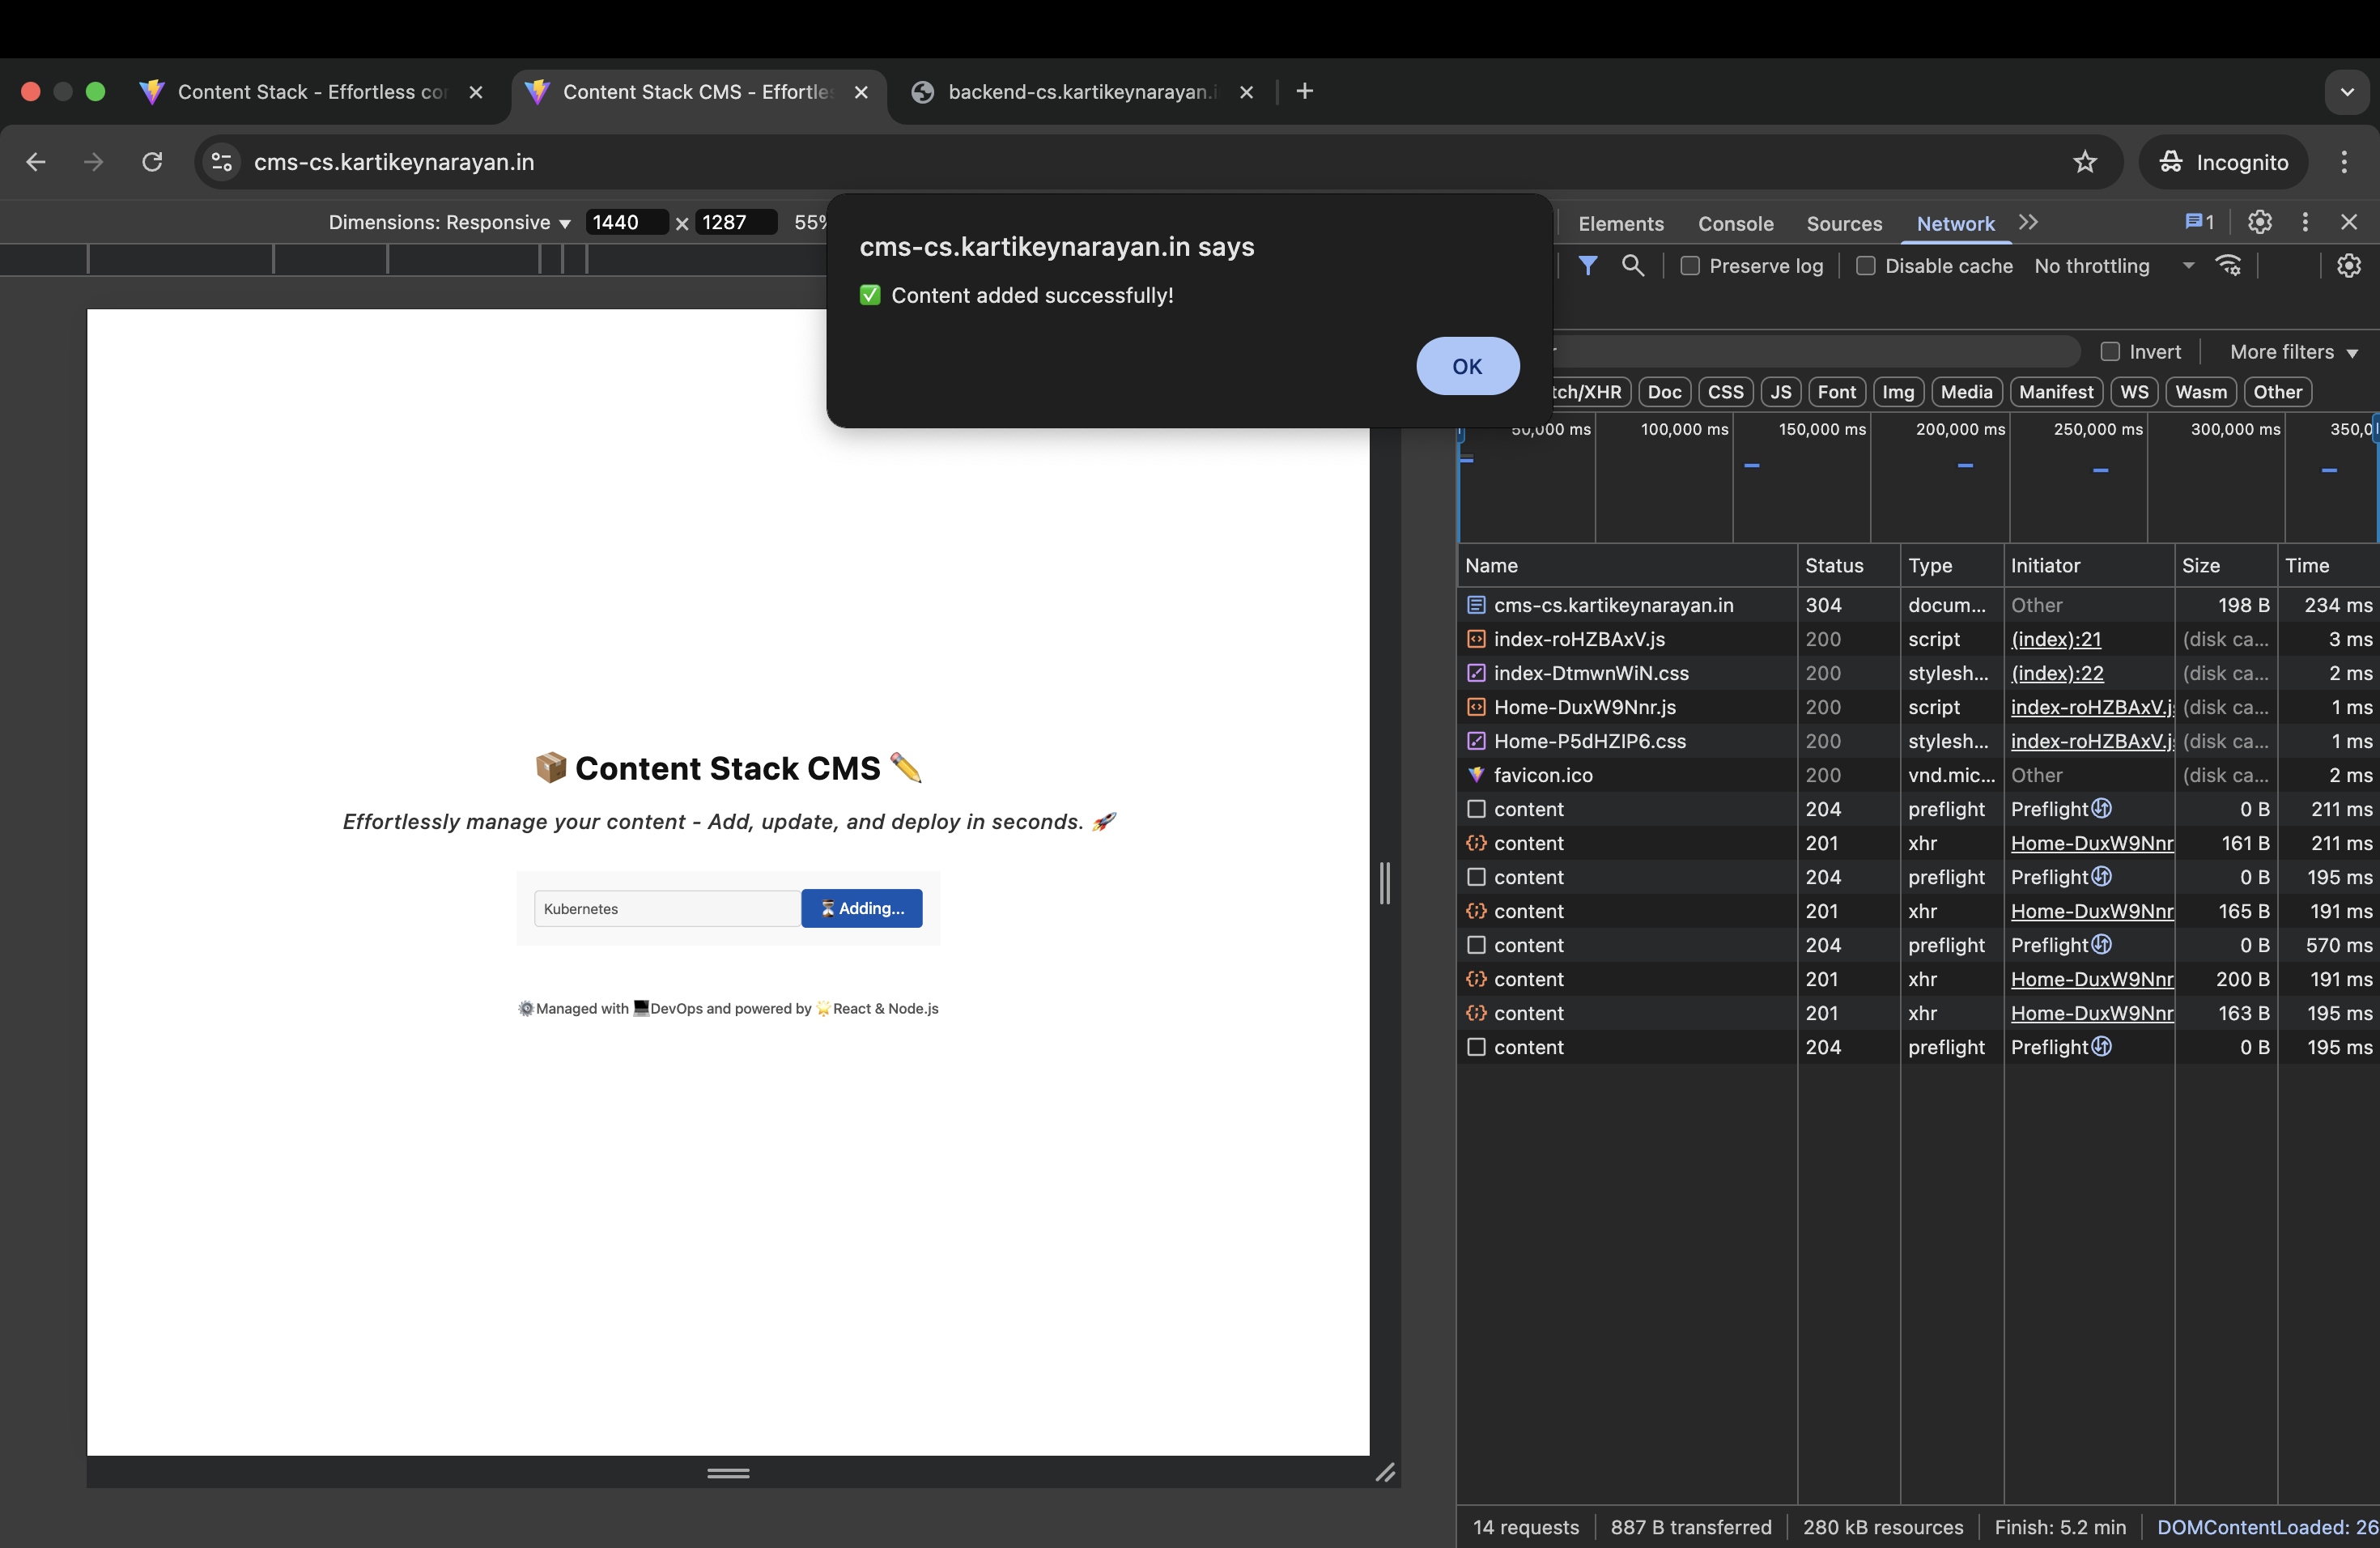 Content Stack - Effortless cor
Content Stack CMS - Effortles
backend-cs.kartikeynarayan.i
cms-cs.kartikeynarayan.in
Incognito
Dimensions: Responsive 1440 × 1287 55%
Elements Console Sources Network 1
cms-cs.kartikeynarayan.in says
✅ Content added successfully!
OK
Preserve log Disable cache No throttling
Invert More filters
tch/XHR Doc CSS JS Font Img Media Manifest WS Wasm Other
50,000 ms 100,000 ms 150,000 ms 200,000 ms 250,000 ms 300,000 ms 350,0
📦 Content Stack CMS ✏️
Effortlessly manage your content - Add, update, and deploy in seconds. 🚀
Kubernetes ⏳Adding...
⚙️Managed with 💻DevOps and powered by 🌟React & Node.js
Name Status Type Initiator Size Time
cms-cs.kartikeynarayan.in 304 docum... Other 198 B 234 ms
index-roHZBAxV.js 200 script (index):21 (disk ca... 3 ms
index-DtmwnWiN.css 200 stylesh... (index):22 (disk ca... 2 ms
Home-DuxW9Nnr.js 200 script index-roHZBAxV.j (disk ca... 1 ms
Home-P5dHZIP6.css 200 stylesh... index-roHZBAxV.j (disk ca... 1 ms
favicon.ico 200 vnd.mic... Other (disk ca... 2 ms
content 204 preflight Preflight 0 B 211 ms
content 201 xhr Home-DuxW9Nnr 161 B 211 ms
content 204 preflight Preflight 0 B 195 ms
content 201 xhr Home-DuxW9Nnr 165 B 191 ms
content 204 preflight Preflight 0 B 570 ms
content 201 xhr Home-DuxW9Nnr 200 B 191 ms
content 201 xhr Home-DuxW9Nnr 163 B 195 ms
content 204 preflight Preflight 0 B 195 ms
14 requests 887 B transferred 280 kB resources Finish: 5.2 min DOMContentLoaded: 26